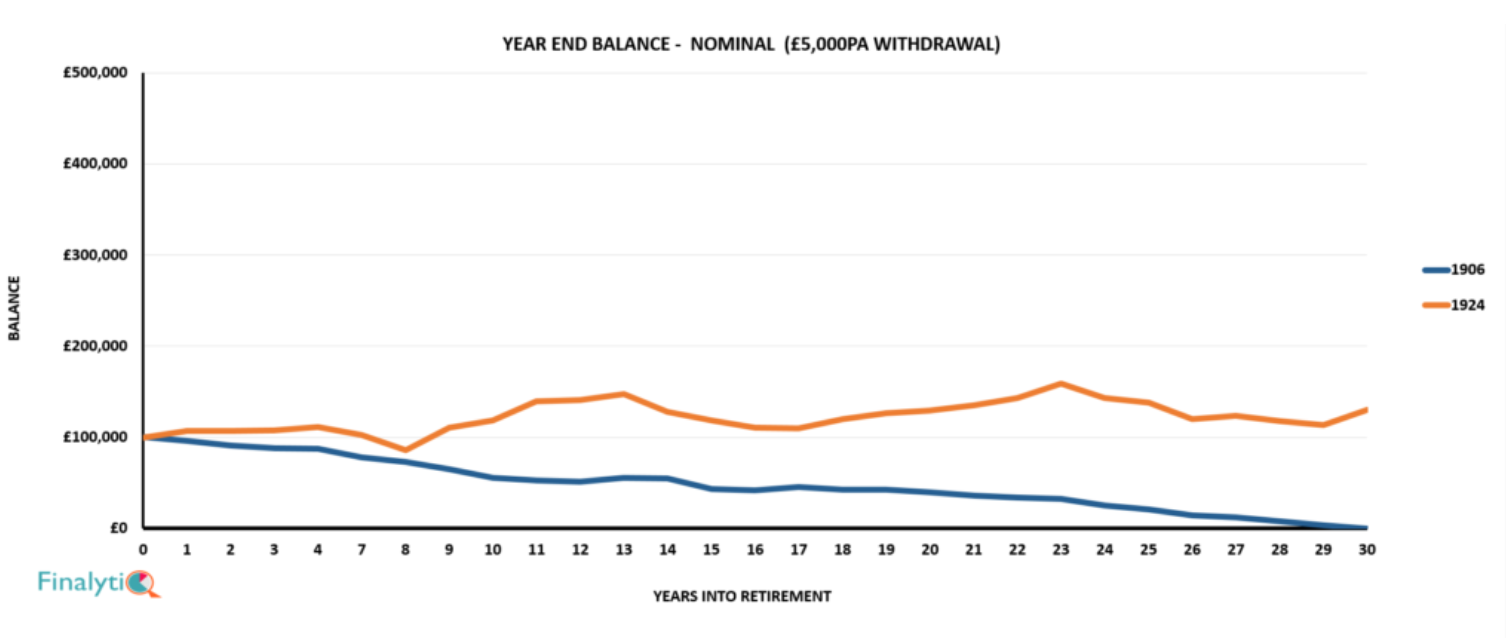 YEAR END BALANCE - NOMINAL (£5,000PA WITHDRAWAL)
£500,000
£400,000
£300,000
£200,000
£100,000
£0
BALANCE
1906
1924
0 1 2 3 4 7 8 9 10 11 12 13 14 15 16 17 18 19 20 21 22 23 24 25 26 27 28 29 30
YEARS INTO RETIREMENT
FinalytiQ